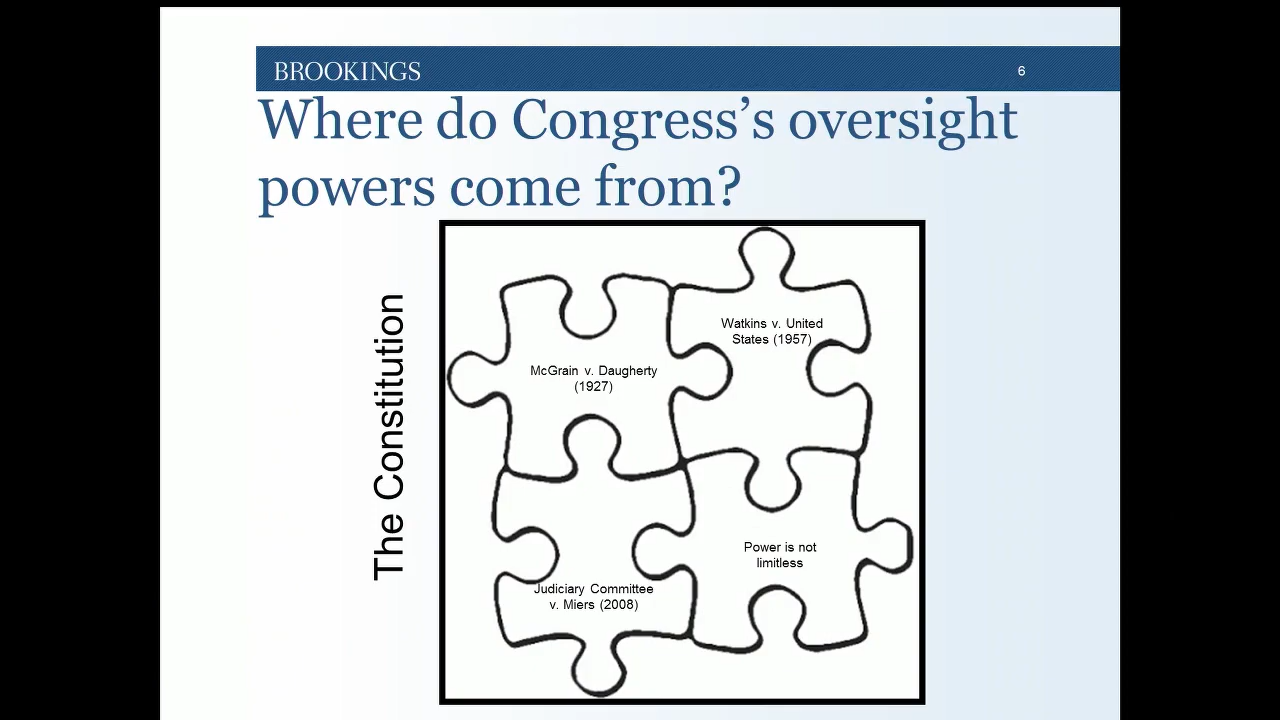 BROOKINGS
6
Where do Congress’s oversight
powers come from?
The Constitution
McGrain v. Daugherty
(1927)
Watkins v. United
States (1957)
Judiciary Committee
v. Miers (2008)
Power is not
limitless